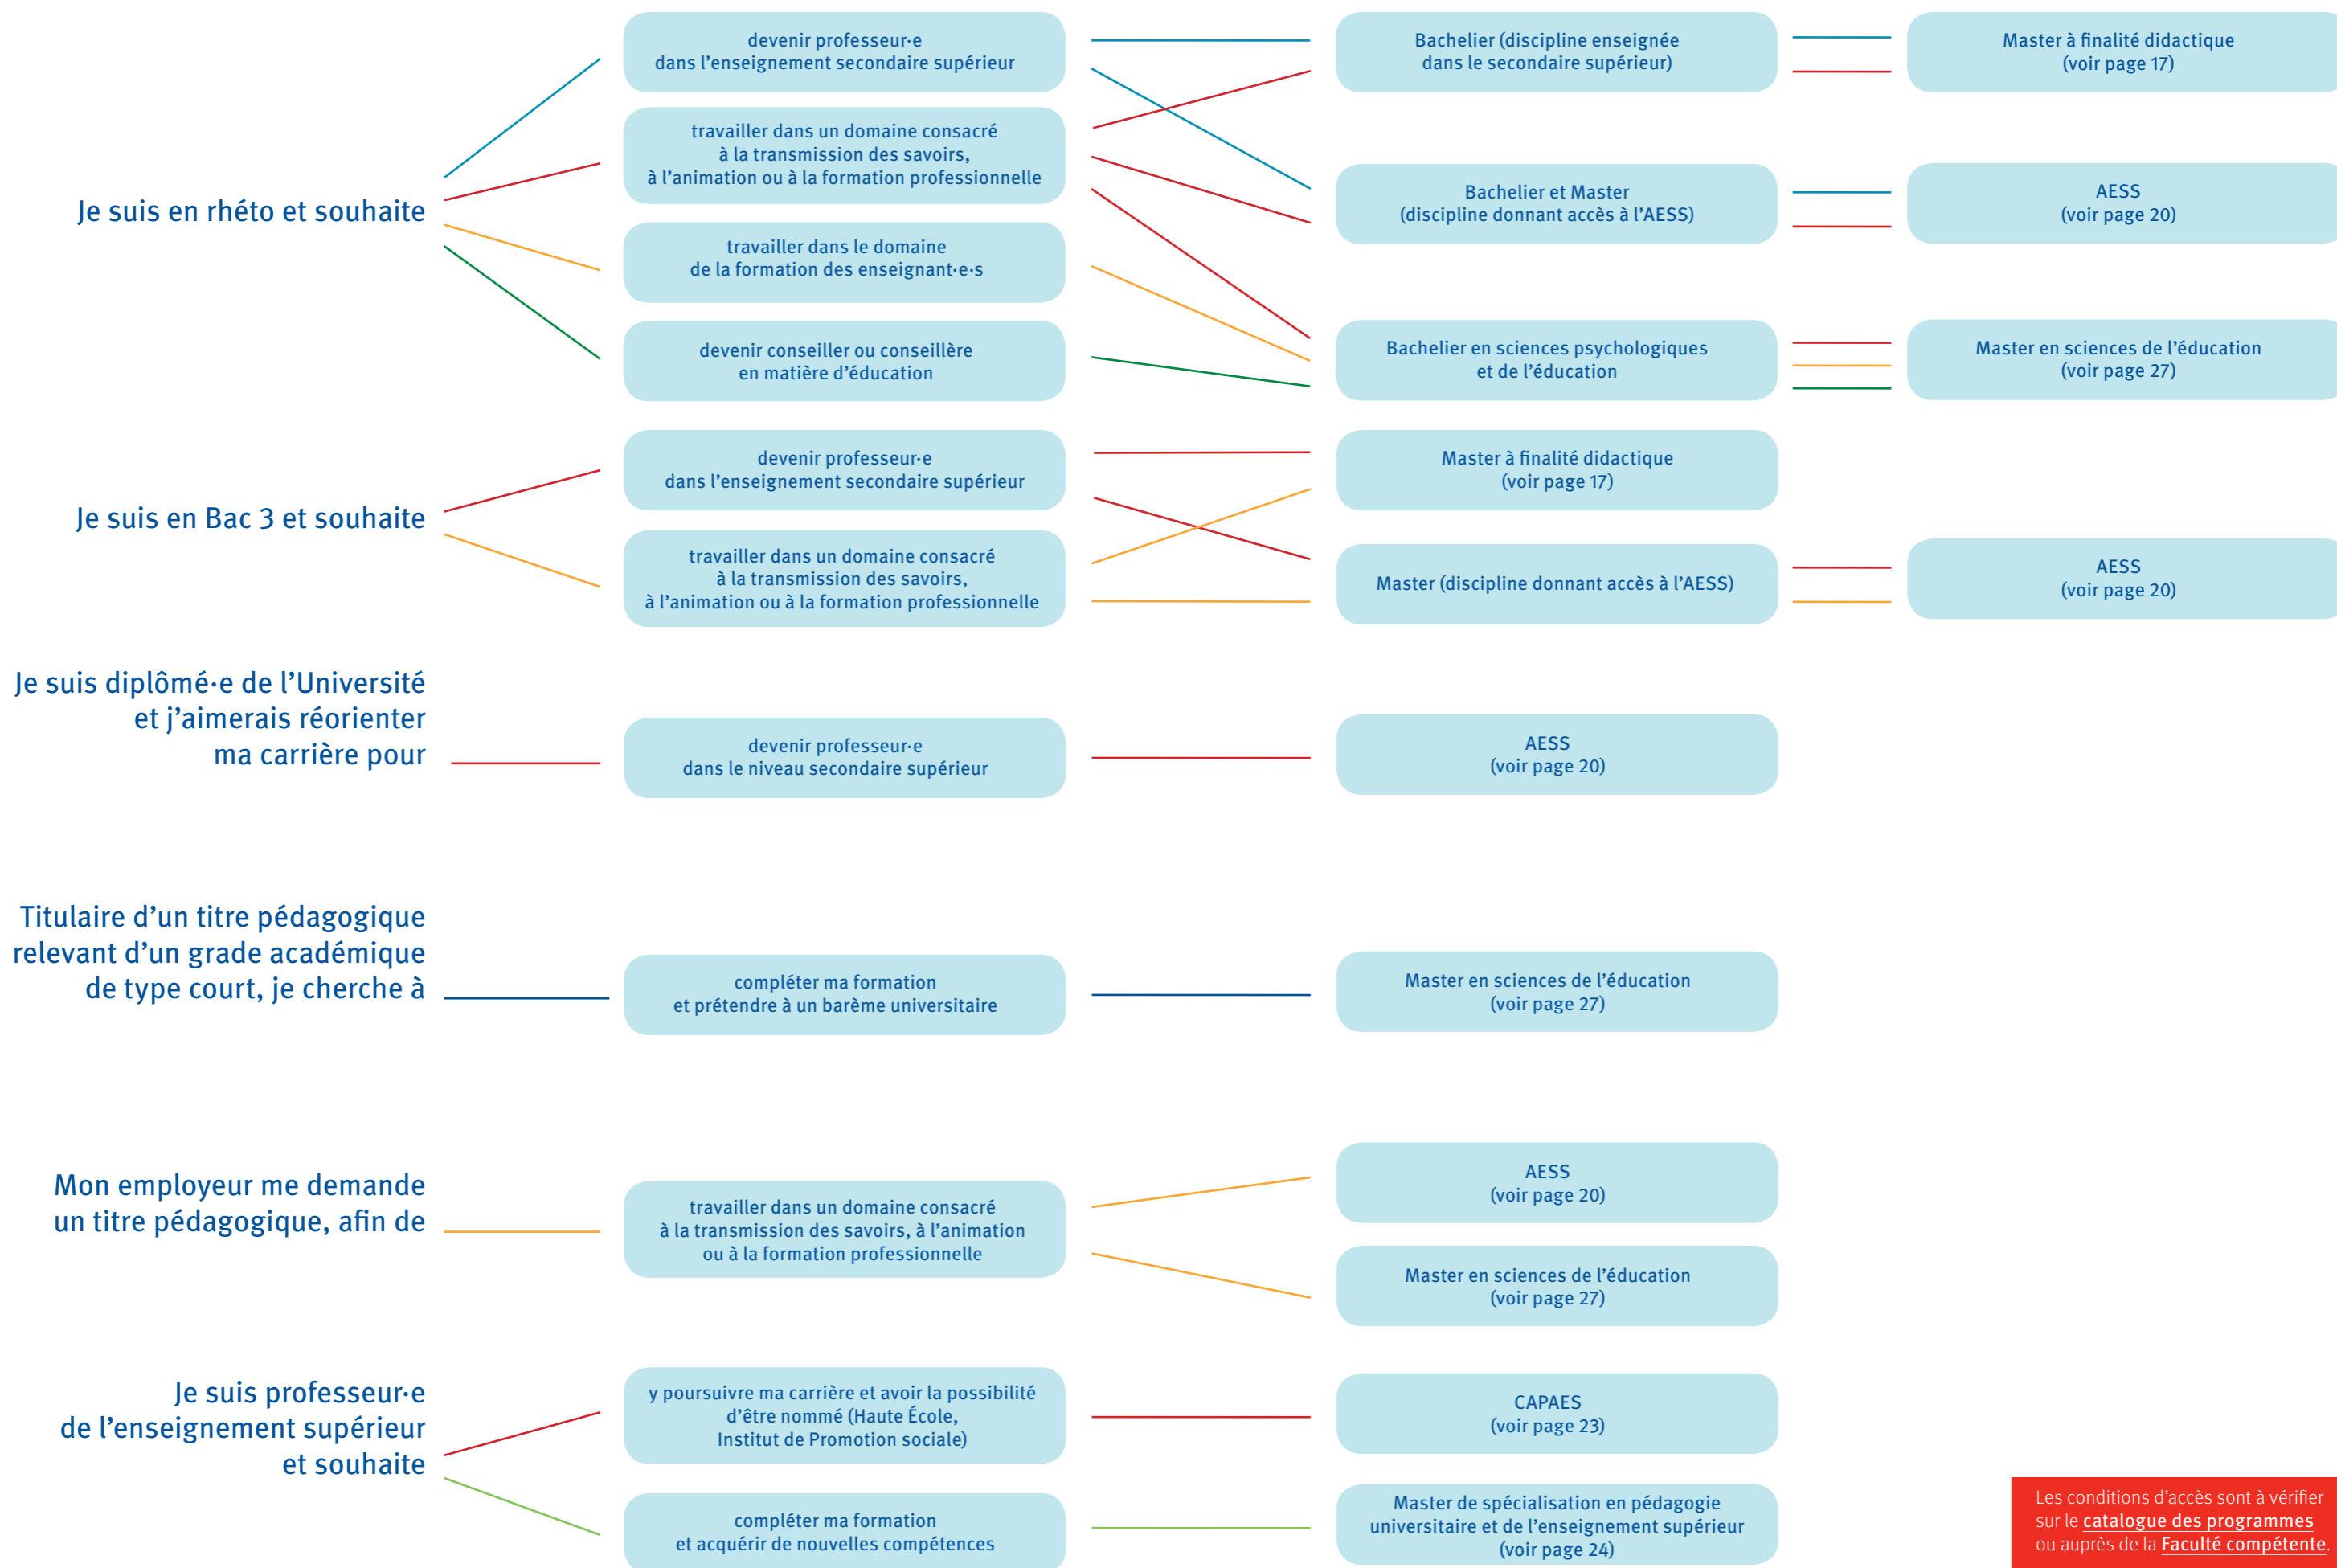 Je suis en rhéto et souhaite
devenir professeur·e
dans l’enseignement secondaire supérieur
travailler dans un domaine consacré
à la transmission des savoirs,
à l’animation ou à la formation professionnelle
travailler dans le domaine
de la formation des enseignant·e·s
devenir conseiller ou conseillère
en matière d’éducation
Bachelier (discipline enseignée
dans le secondaire supérieur)
Bachelier et Master
(discipline donnant accès à l’AESS)
Bachelier en sciences psychologiques
et de l’éducation
Master à finalité didactique
(voir page 17)
AESS
(voir page 20)
Master en sciences de l’éducation
(voir page 27)
Je suis en Bac 3 et souhaite
devenir professeur·e
dans l’enseignement secondaire supérieur
travailler dans un domaine consacré
à la transmission des savoirs,
à l’animation ou à la formation professionnelle
Master à finalité didactique
(voir page 17)
Master (discipline donnant accès à l’AESS)
AESS
(voir page 20)
Je suis diplômé·e de l’Université
et j’aimerais réorienter
ma carrière pour
devenir professeur·e
dans le niveau secondaire supérieur
AESS
(voir page 20)
Titulaire d’un titre pédagogique
relevant d’un grade académique
de type court, je cherche à
compléter ma formation
et prétendre à un barème universitaire
Master en sciences de l’éducation
(voir page 27)
Mon employeur me demande
un titre pédagogique, afin de
travailler dans un domaine consacré
à la transmission des savoirs, à l’animation
ou à la formation professionnelle
AESS
(voir page 20)
Master en sciences de l’éducation
(voir page 27)
Je suis professeur·e
de l’enseignement supérieur
et souhaite
y poursuivre ma carrière et avoir la possibilité
d’être nommé (Haute École,
Institut de Promotion sociale)
CAPAES
(voir page 23)
compléter ma formation
et acquérir de nouvelles compétences
Master de spécialisation en pédagogie
universitaire et de l’enseignement supérieur
(voir page 24)
Les conditions d’accès sont à vérifier
sur le catalogue des programmes
ou auprès de la Faculté compétente.